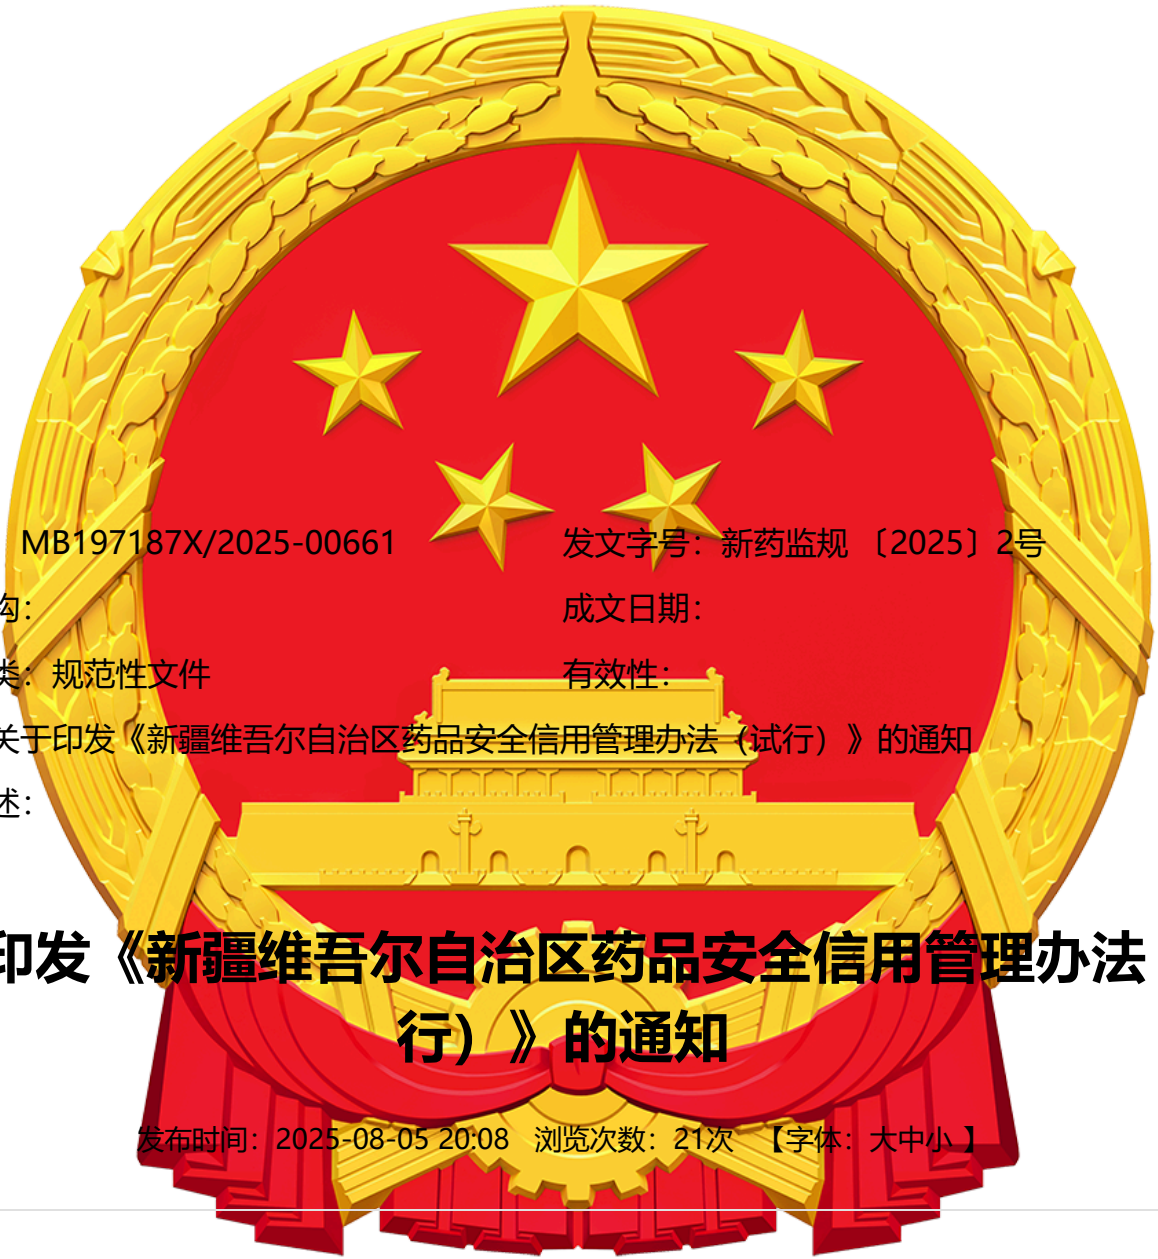 MB197187X/2025-00661 发文字号：新药监规 〔2025〕2号
构： 成文日期：
类：规范性文件 有效性：
关于印发《新疆维吾尔自治区药品安全信用管理办法（试行）》的通知
述：
印发《新疆维吾尔自治区药品安全信用管理办法
行）》的通知
发布时间：2025-08-05 20:08 浏览次数：21次 【字体：大中小 】